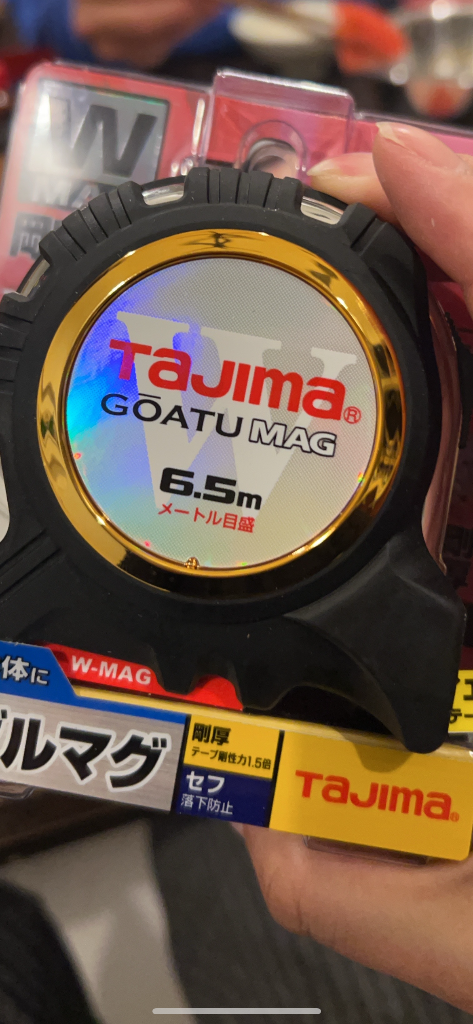 W
W
TAJIMA®
GŌATU MAG
6.5m
メートル目盛
体に
W-MAG
ルマグ
剛厚
テープ剛性力1.5倍
セフ
落下防止
TAJIMA®